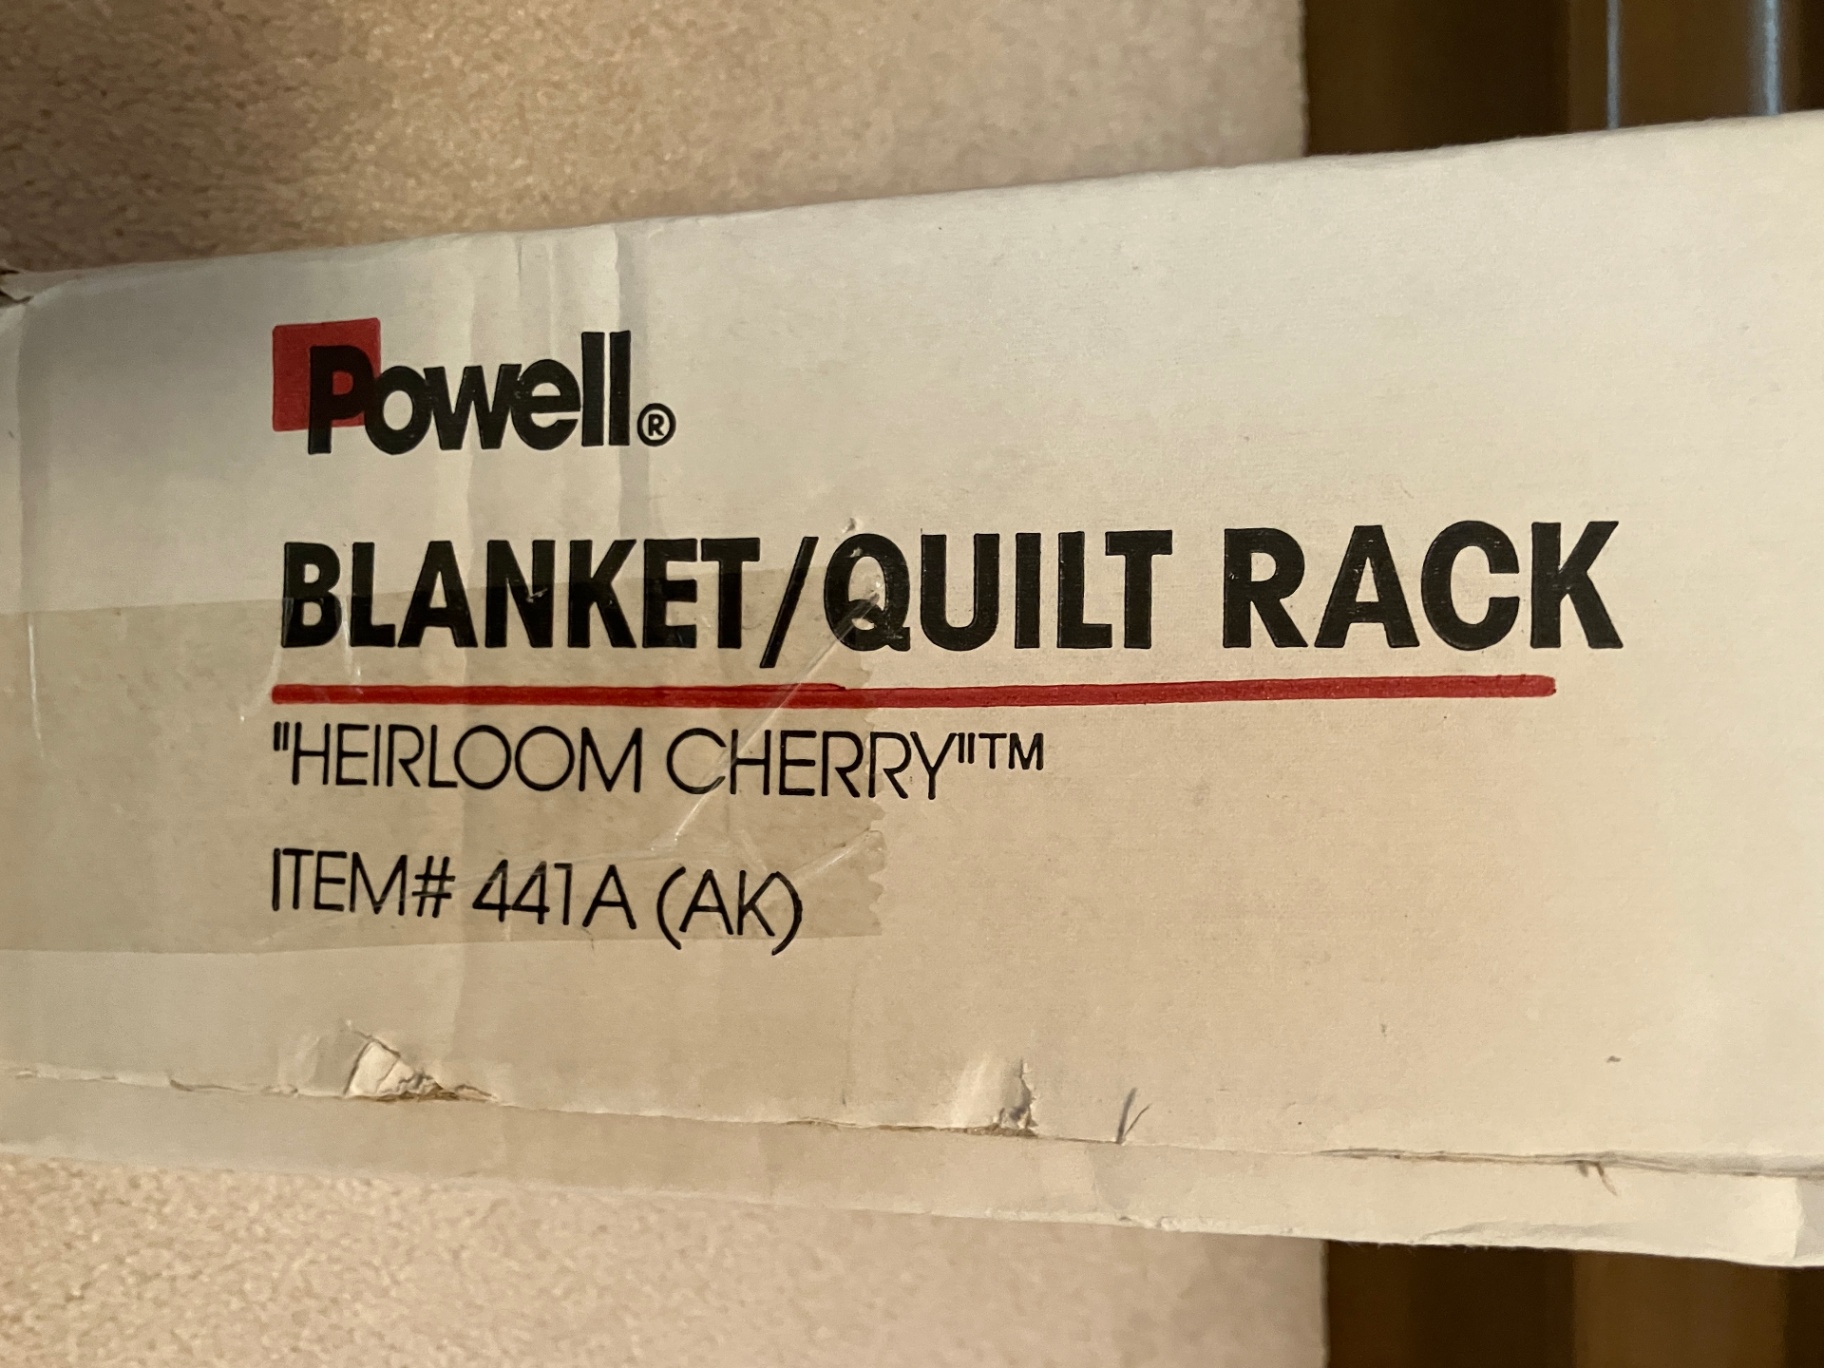 Powell®
BLANKET/QUILT RACK
"HEIRLOOM CHERRY"™
ITEM# 441A (AK)